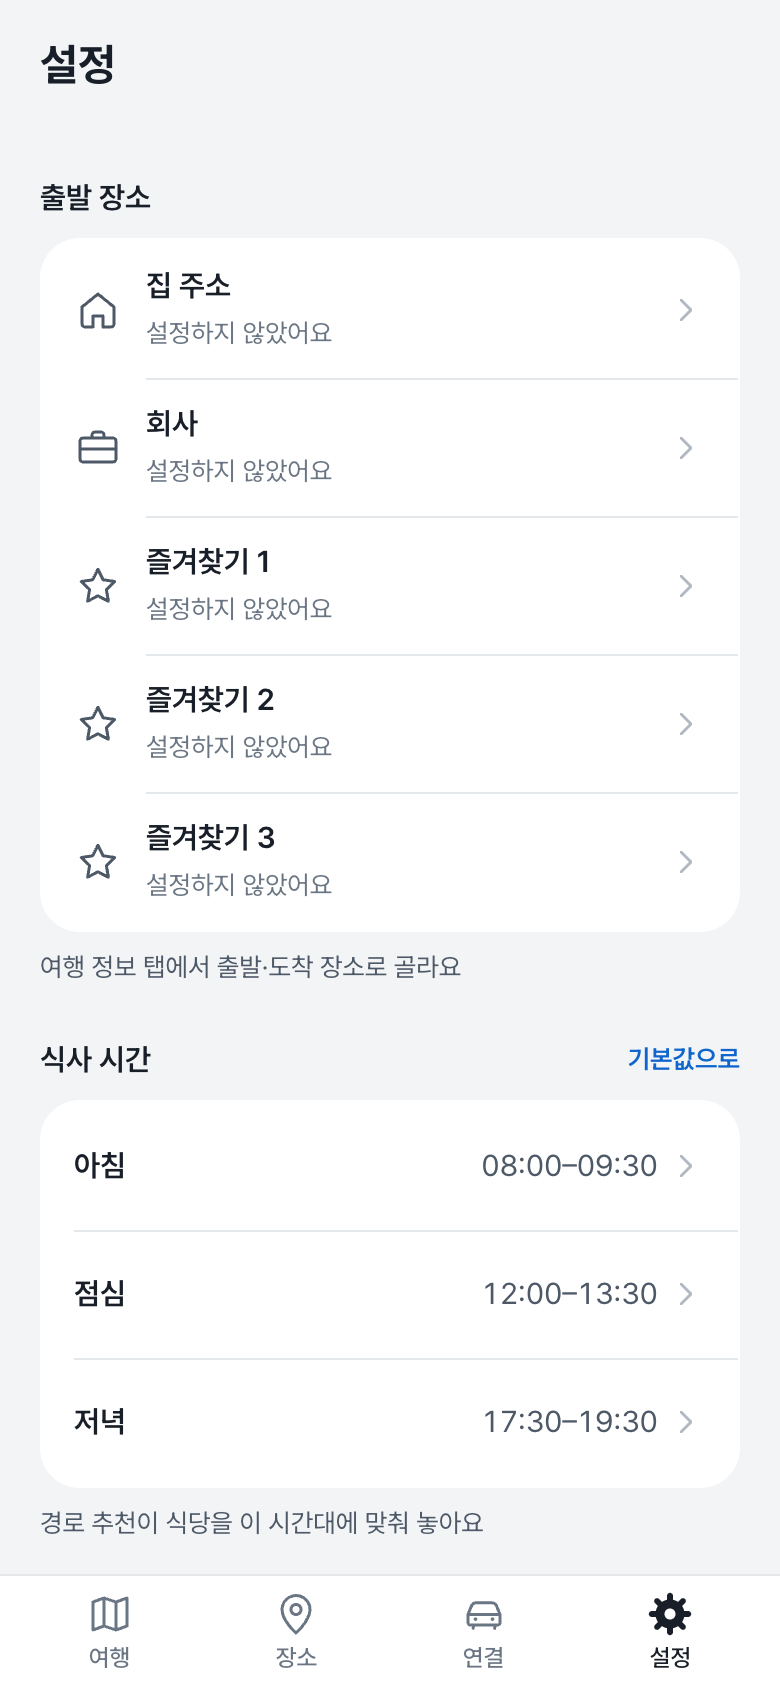 설정
출발 장소
집 주소
설정하지 않았어요
회사
설정하지 않았어요
즐겨찾기 1
설정하지 않았어요
즐겨찾기 2
설정하지 않았어요
즐겨찾기 3
설정하지 않았어요
여행 정보 탭에서 출발·도착 장소로 골라요
식사 시간 기본값으로
아침 08:00–09:30
점심 12:00–13:30
저녁 17:30–19:30
경로 추천이 식당을 이 시간대에 맞춰 놓아요
여행 장소 연결 설정